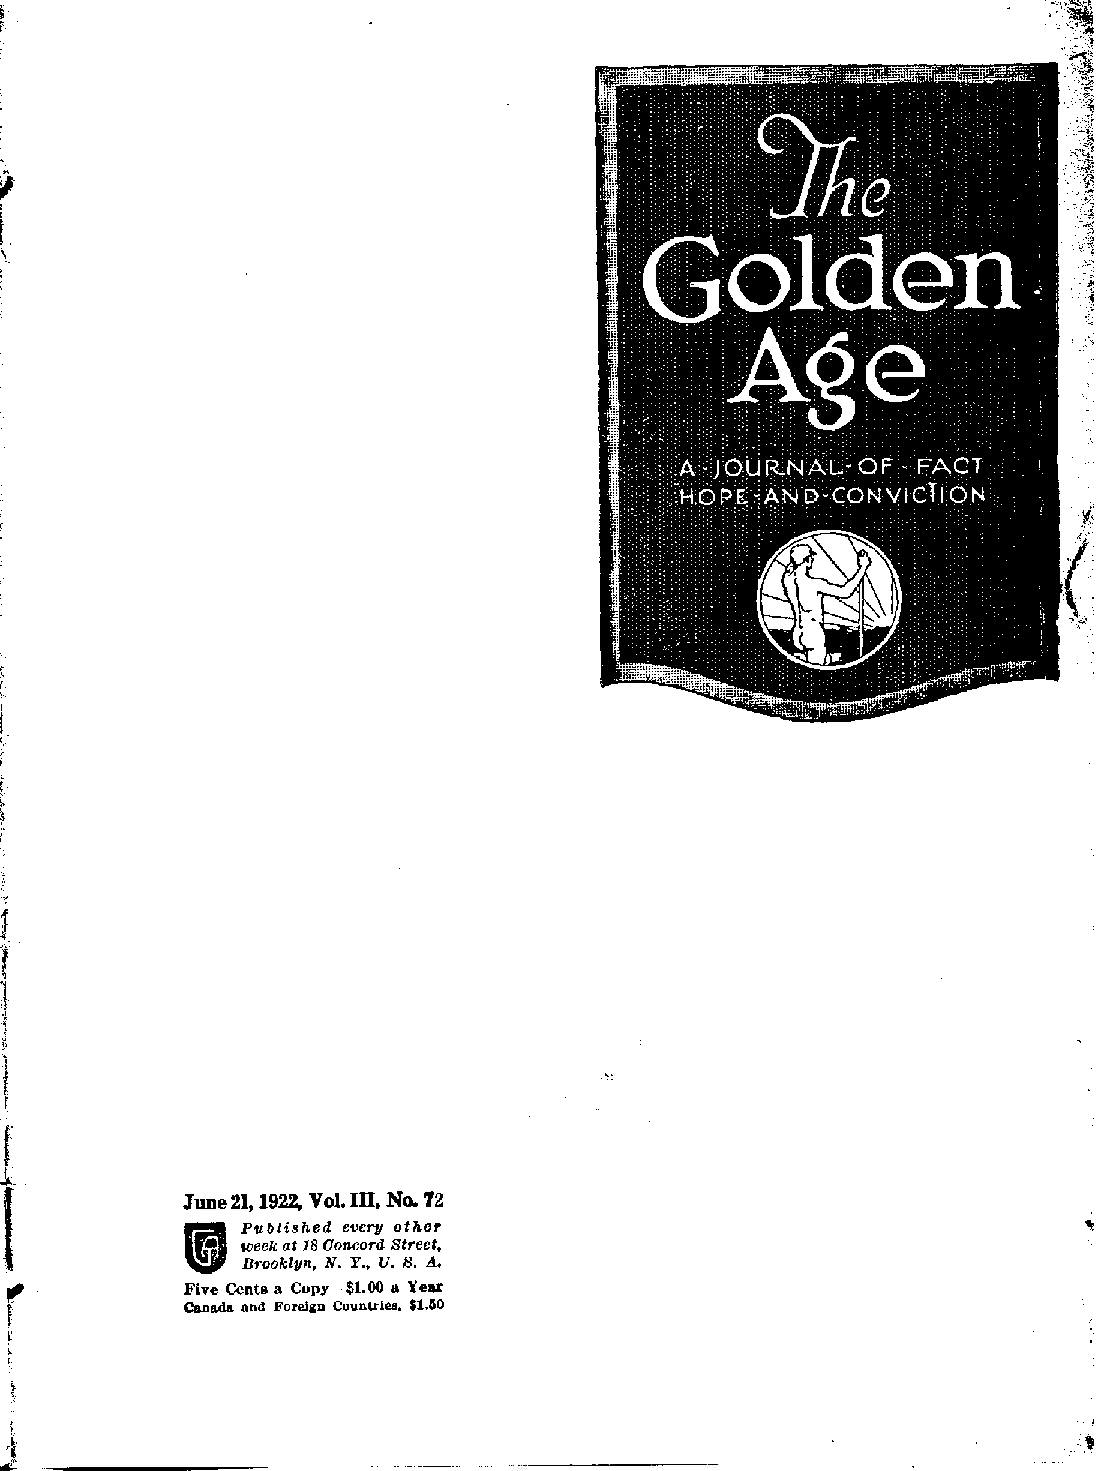 The
Golden
Age
A-JOURNAL-OF-FACT
HOPE-AND-CONVICTION
June 21, 1922, Vol. III, No. 72
Published every other
week at 18 Concord Street,
Brooklyn, N. Y., U. S. A.
Five Cents a Copy $1.00 a Year
Canada and Foreign Countries, $1.50